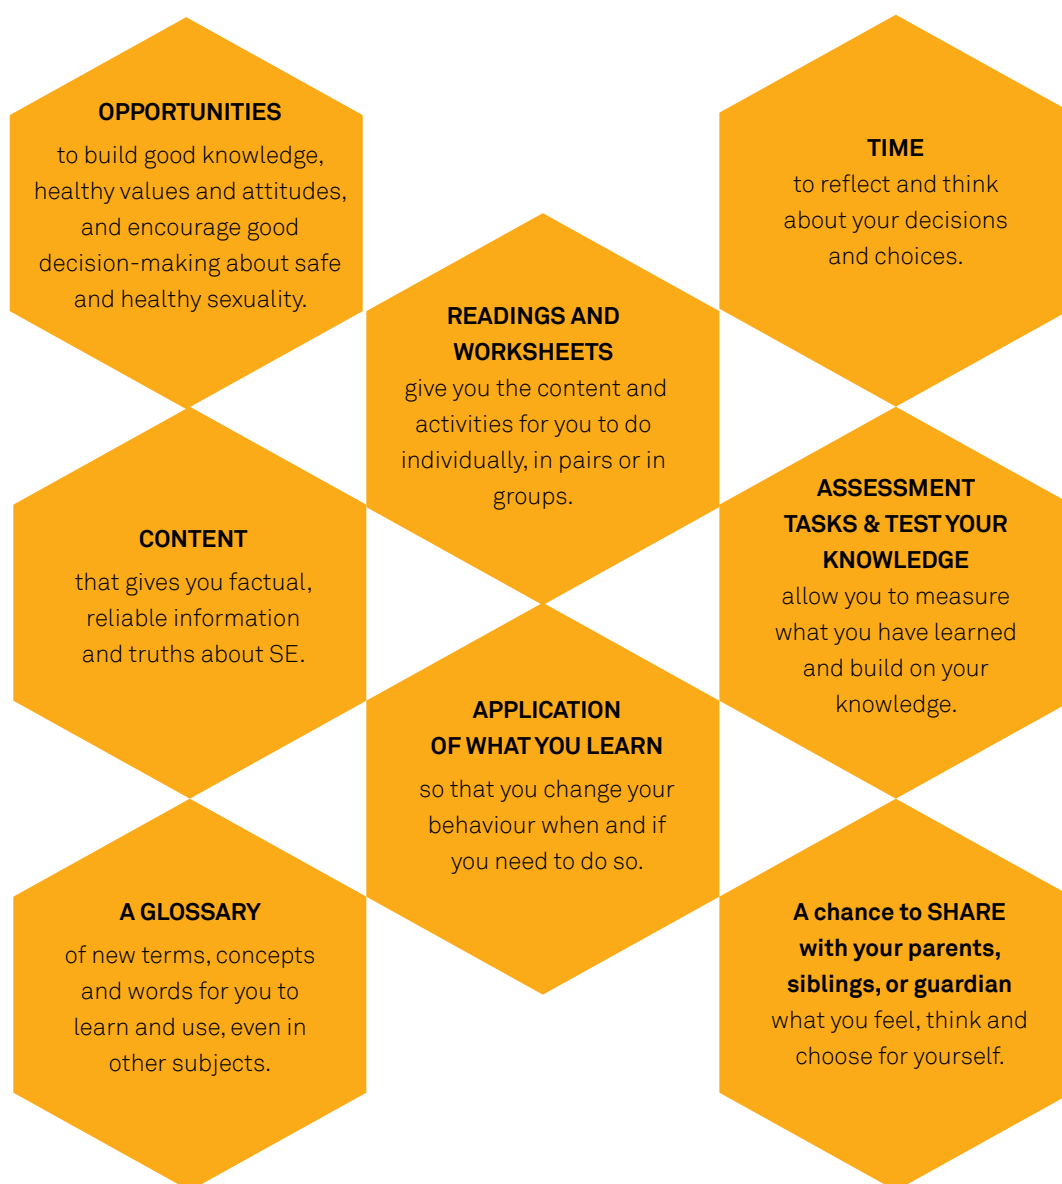 OPPORTUNITIES
to build good knowledge,
healthy values and attitudes,
and encourage good
decision-making about safe
and healthy sexuality.
TIME
to reflect and think
about your decisions
and choices.
READINGS AND
WORKSHEETS
give you the content and
activities for you to do
individually, in pairs or in
groups.
CONTENT
that gives you factual,
reliable information
and truths about SE.
ASSESSMENT
TASKS & TEST YOUR
KNOWLEDGE
allow you to measure
what you have learned
and build on your
knowledge.
APPLICATION
OF WHAT YOU LEARN
so that you change your
behaviour when and if
you need to do so.
A GLOSSARY
of new terms, concepts
and words for you to
learn and use, even in
other subjects.
A chance to SHARE
with your parents,
siblings, or guardian
what you feel, think and
choose for yourself.